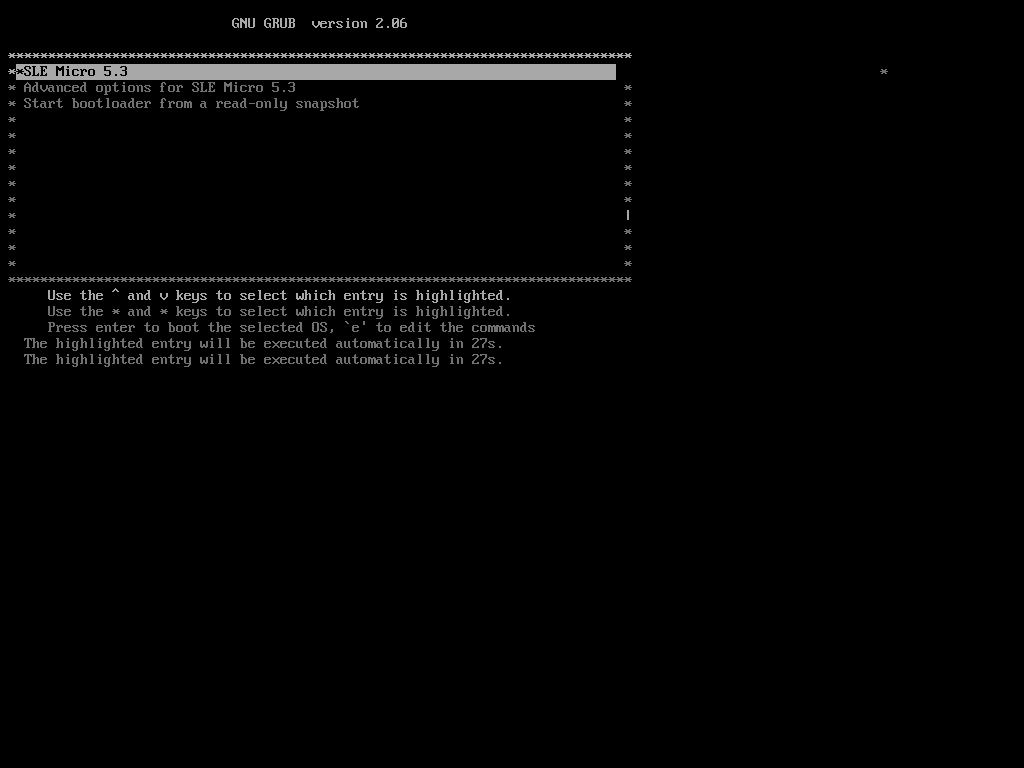 GNU GRUB  version 2.06
******************************************************************************
**SLE Micro 5.3 *
* Advanced options for SLE Micro 5.3 *
* Start bootloader from a read-only snapshot *
* *
* *
* *
* *
* *
* *
* |
* *
* *
* *
******************************************************************************
Use the ^ and v keys to select which entry is highlighted.
Use the * and * keys to select which entry is highlighted.
Press enter to boot the selected OS, `e' to edit the commands
The highlighted entry will be executed automatically in 27s.
The highlighted entry will be executed automatically in 27s.